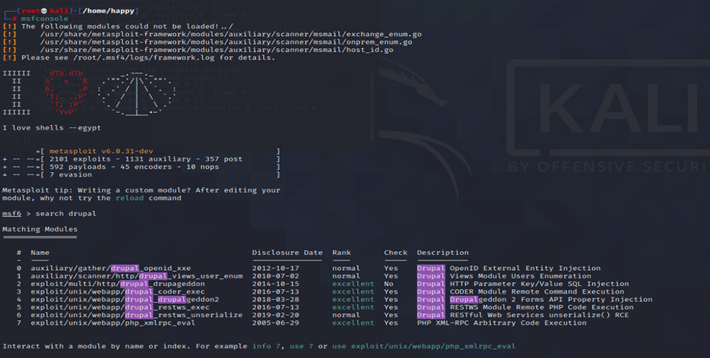 ┌──(root💀kali)-[/home/happy]
└─# msfconsole
[!] The following modules could not be loaded!../
[!]     /usr/share/metasploit-framework/modules/auxiliary/scanner/msmail/exchange_enum.go
[!]     /usr/share/metasploit-framework/modules/auxiliary/scanner/msmail/onprem_enum.go
[!]     /usr/share/metasploit-framework/modules/auxiliary/scanner/msmail/host_id.go
[!] Please see /root/.msf4/logs/framework.log for details.
IIIIII    dTb.dTb
  II     4'  v  'B
  II     6.     .P
  II     'T;. .;P'
  II      'T; ;P'
IIIIII     'YvP'
I love shells --egypt
       =[ metasploit v6.0.31-dev                          ]
+ -- --=[ 2101 exploits - 1131 auxiliary - 357 post       ]
+ -- --=[ 592 payloads - 45 encoders - 10 nops            ]
+ -- --=[ 7 evasion                                       ]
Metasploit tip: Writing a custom module? After editing your
module, why not try the reload command
msf6 > search drupal
Matching Modules
================
#  Name  Disclosure Date  Rank  Check  Description
-  ----  ---------------  ----  -----  -----------
0  auxiliary/gather/drupal_openid_xxe  2012-10-17  normal  Yes  Drupal OpenID External Entity Injection
1  auxiliary/scanner/http/drupal_views_user_enum  2010-07-02  normal  Yes  Drupal Views Module Users Enumeration
2  exploit/multi/http/drupal_drupageddon  2014-10-15  excellent  No  Drupal HTTP Parameter Key/Value SQL Injection
3  exploit/unix/webapp/drupal_coder_exec  2016-07-13  excellent  Yes  Drupal CODER Module Remote Command Execution
4  exploit/unix/webapp/drupal_drupalgeddon2  2018-03-28  excellent  Yes  Drupal Drupalgeddon 2 Forms API Property Injection
5  exploit/unix/webapp/drupal_restws_exec  2016-07-13  excellent  Yes  Drupal RESTWS Module Remote PHP Code Execution
6  exploit/unix/webapp/drupal_restws_unserialize  2019-02-20  normal  Yes  Drupal RESTful Web Services unserialize() RCE
7  exploit/unix/webapp/php_xmlrpc_eval  2005-06-29  excellent  Yes  PHP XML-RPC Arbitrary Code Execution
Interact with a module by name or index. For example info 7, use 7 or use exploit/unix/webapp/php_xmlrpc_eval
KALI
BY OFFENSIVE SECURI